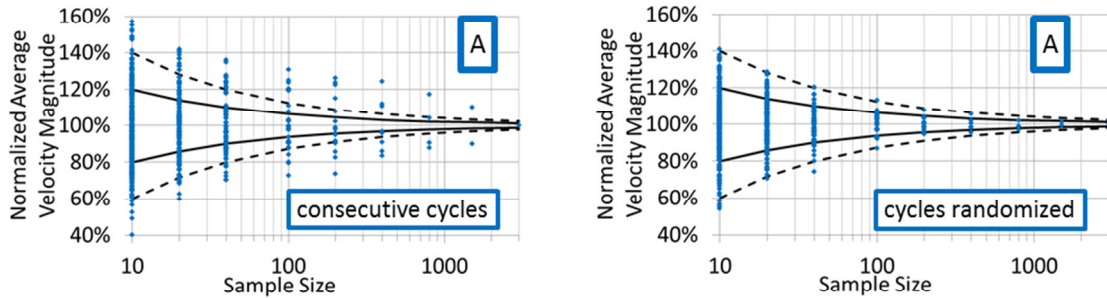 160%
140%
120%
100%
80%
60%
40%
Normalized Average
Velocity Magnitude
A
consecutive cycles
10
100
1000
Sample Size
160%
140%
120%
100%
80%
60%
40%
Normalized Average
Velocity Magnitude
A
cycles randomized
10
100
1000
Sample Size